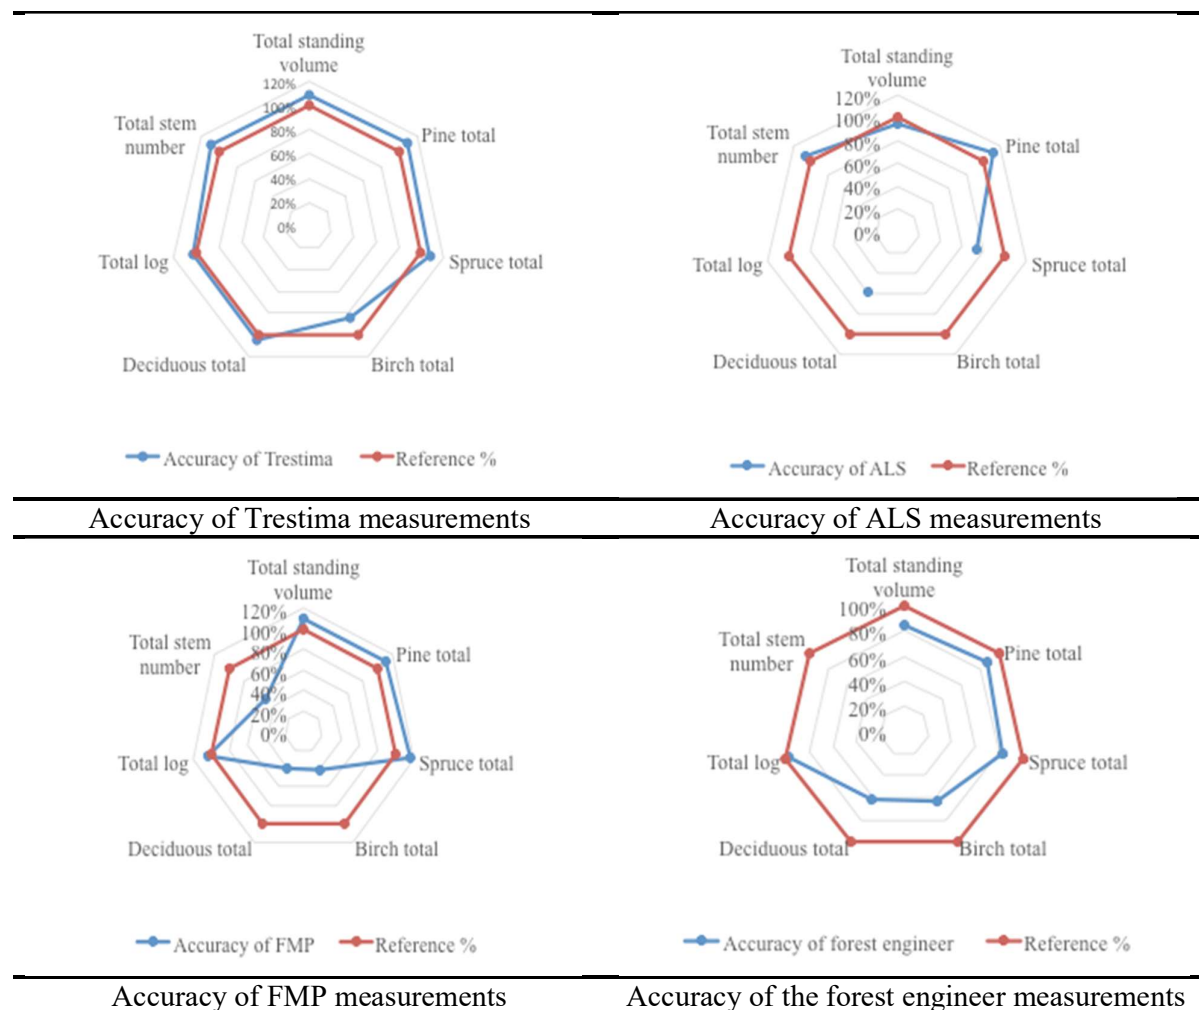 Total standing
volume
120%
100%
80%
60%
40%
20%
0%
Pine total
Spruce total
Birch total
Deciduous total
Total log
Total stem
number
Accuracy of Trestima
Reference %
Total standing
volume
120%
100%
80%
60%
40%
20%
0%
Pine total
Spruce total
Birch total
Deciduous total
Total log
Total stem
number
Accuracy of ALS
Reference %
Accuracy of Trestima measurements
Accuracy of ALS measurements
Total standing
volume
120%
100%
80%
60%
40%
20%
0%
Pine total
Spruce total
Birch total
Deciduous total
Total log
Total stem
number
Accuracy of FMP
Reference %
Total standing
volume
100%
80%
60%
40%
20%
0%
Pine total
Spruce total
Birch total
Deciduous total
Total log
Total stem
number
Accuracy of forest engineer
Reference %
Accuracy of FMP measurements
Accuracy of the forest engineer measurements